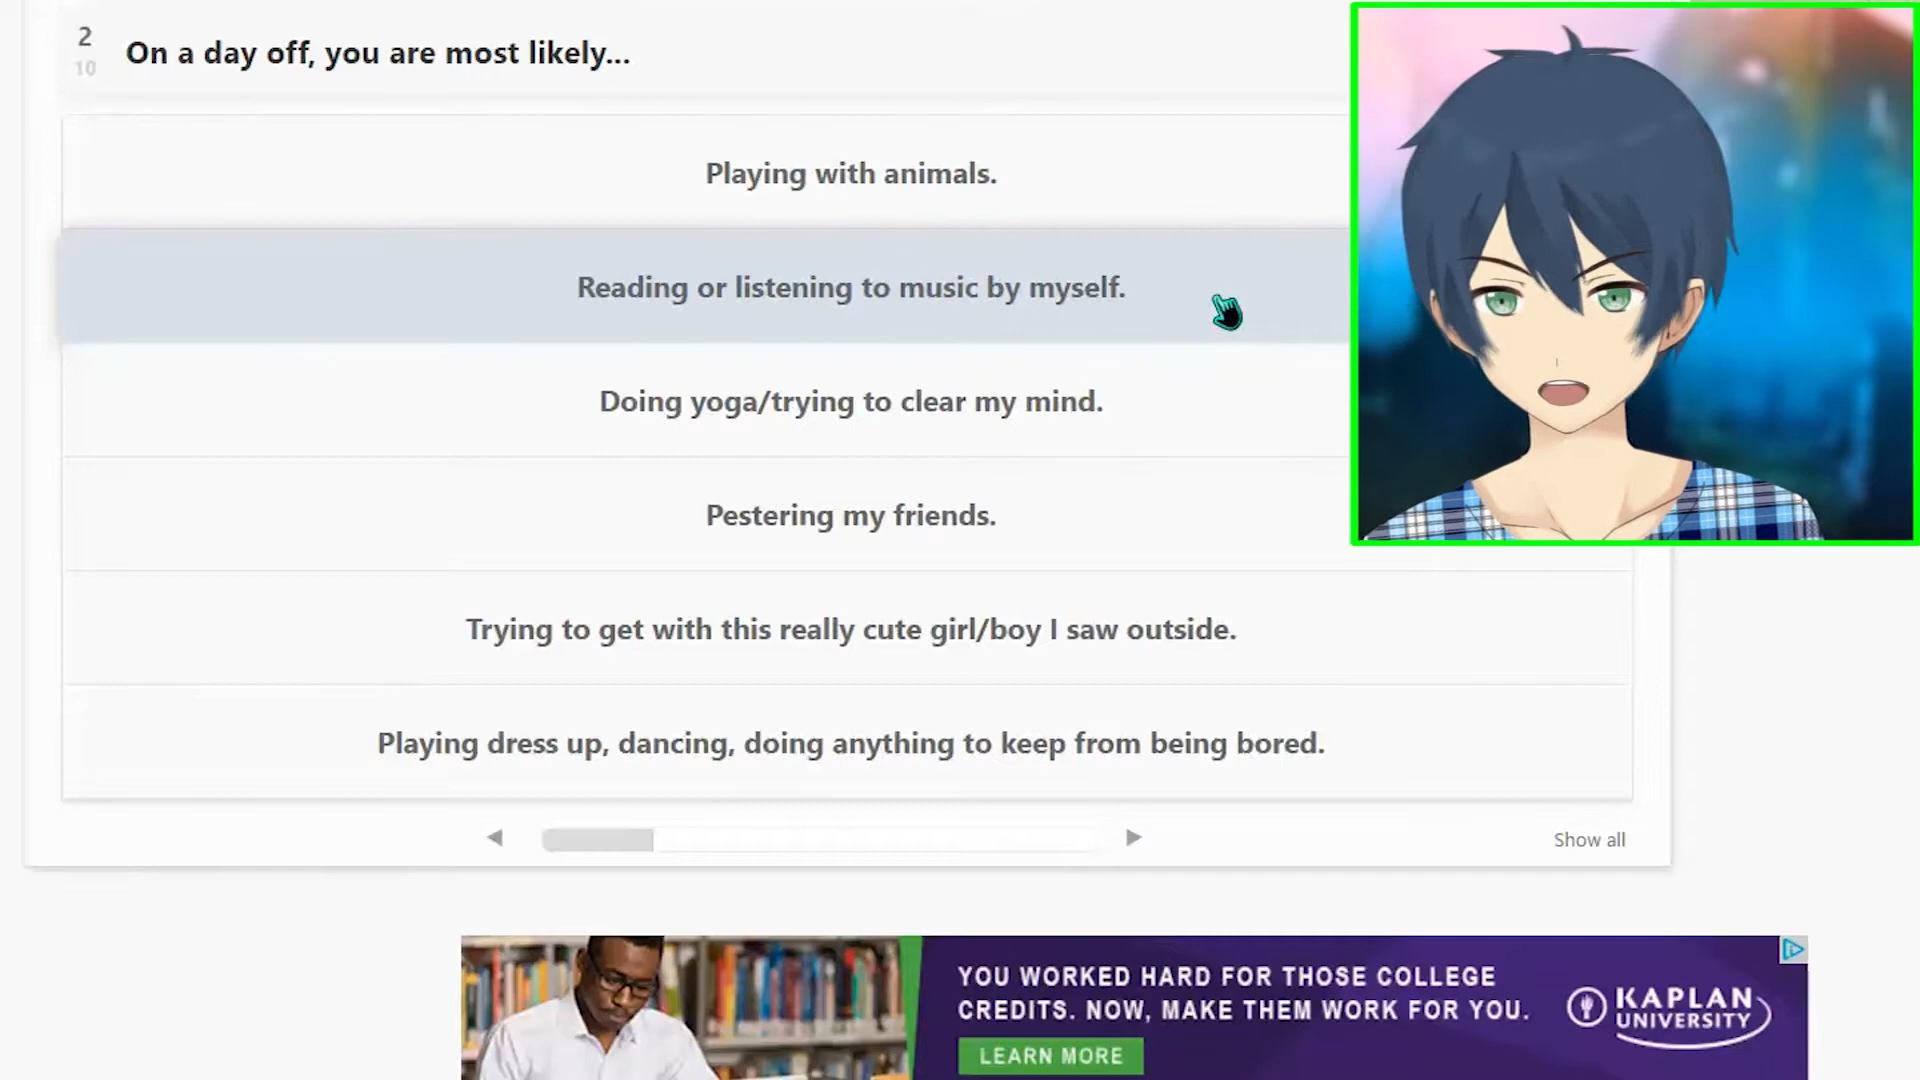 2
10
On a day off, you are most likely...
Playing with animals.
Reading or listening to music by myself.
Doing yoga/trying to clear my mind.
Pestering my friends.
Trying to get with this really cute girl/boy I saw outside.
Playing dress up, dancing, doing anything to keep from being bored.
Show all
YOU WORKED HARD FOR THOSE COLLEGE
CREDITS. NOW, MAKE THEM WORK FOR YOU.
LEARN MORE
KAPLAN
UNIVERSITY